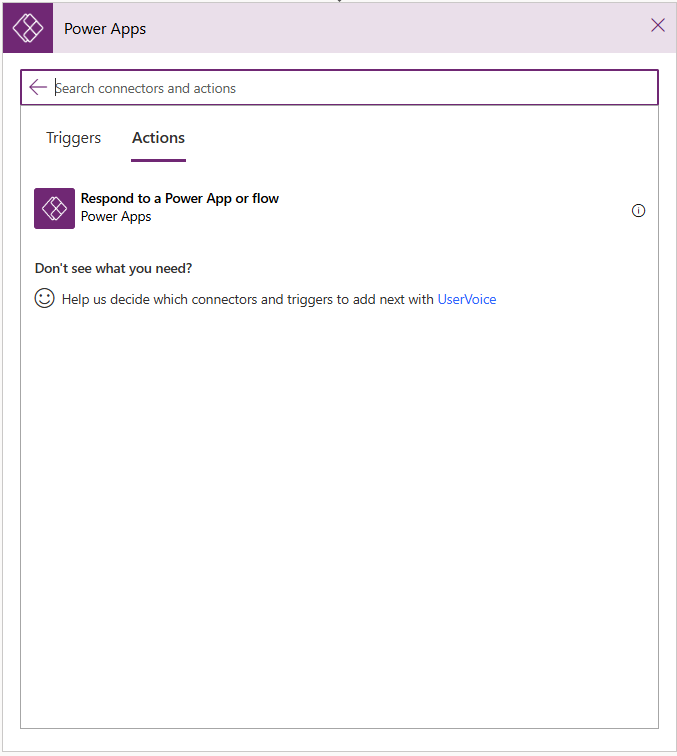 Power Apps
Search connectors and actions
Triggers Actions
Respond to a Power App or flow
Power Apps
Don't see what you need?
Help us decide which connectors and triggers to add next with UserVoice